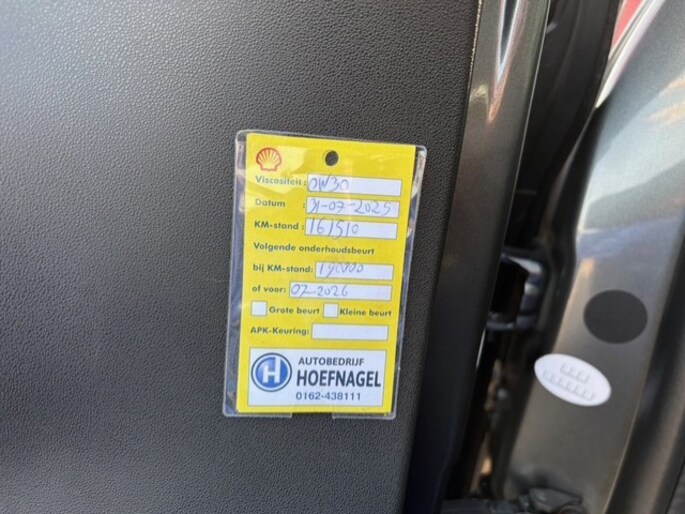 Viscositeit: 0W30
Datum : 31-07-2025
KM-stand : 161510
Volgende onderhoudsbeurt
bij KM-stand: 190000
of voor: 07-2026
Grote beurt Kleine beurt
APK-Keuring:
H AUTOBEDRIJF
HOEFNAGEL
0162-438111